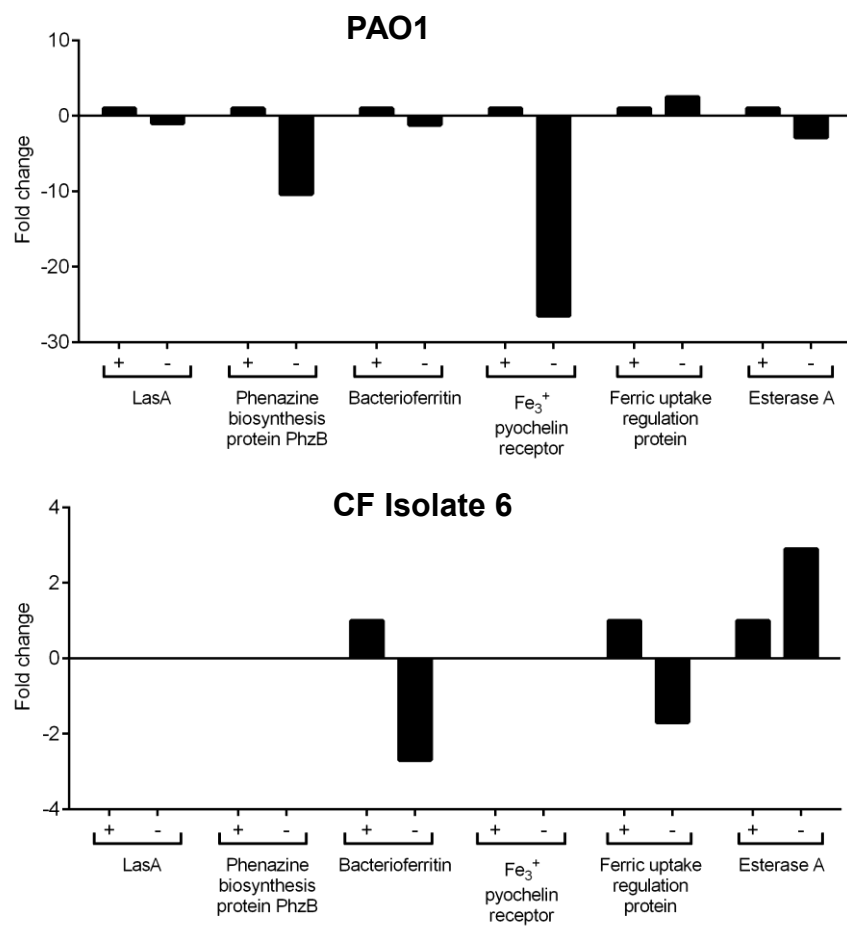 PAO1
10
0
-10
-20
-30
Fold change
+ - + - + - + - + - + -
LasA
Phenazine
biosynthesis
protein PhzB
Bacterioferritin
Fe₃⁺
pyochelin
receptor
Ferric uptake
regulation
protein
Esterase A
CF Isolate 6
4
2
0
-2
-4
Fold change
+ - + - + - + - + - + -
LasA
Phenazine
biosynthesis
protein PhzB
Bacterioferritin
Fe₃⁺
pyochelin
receptor
Ferric uptake
regulation
protein
Esterase A